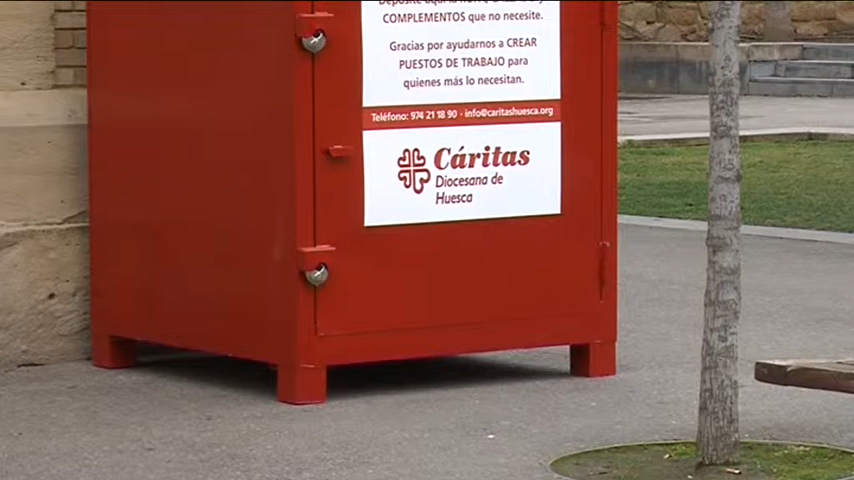 COMPLEMENTOS que no necesite.
Gracias por ayudarnos a CREAR
PUESTOS DE TRABAJO para
quienes más lo necesitan.
Teléfono: 974 21 18 90 · info@caritashuesca.org
Cáritas
Diocesana de
Huesca